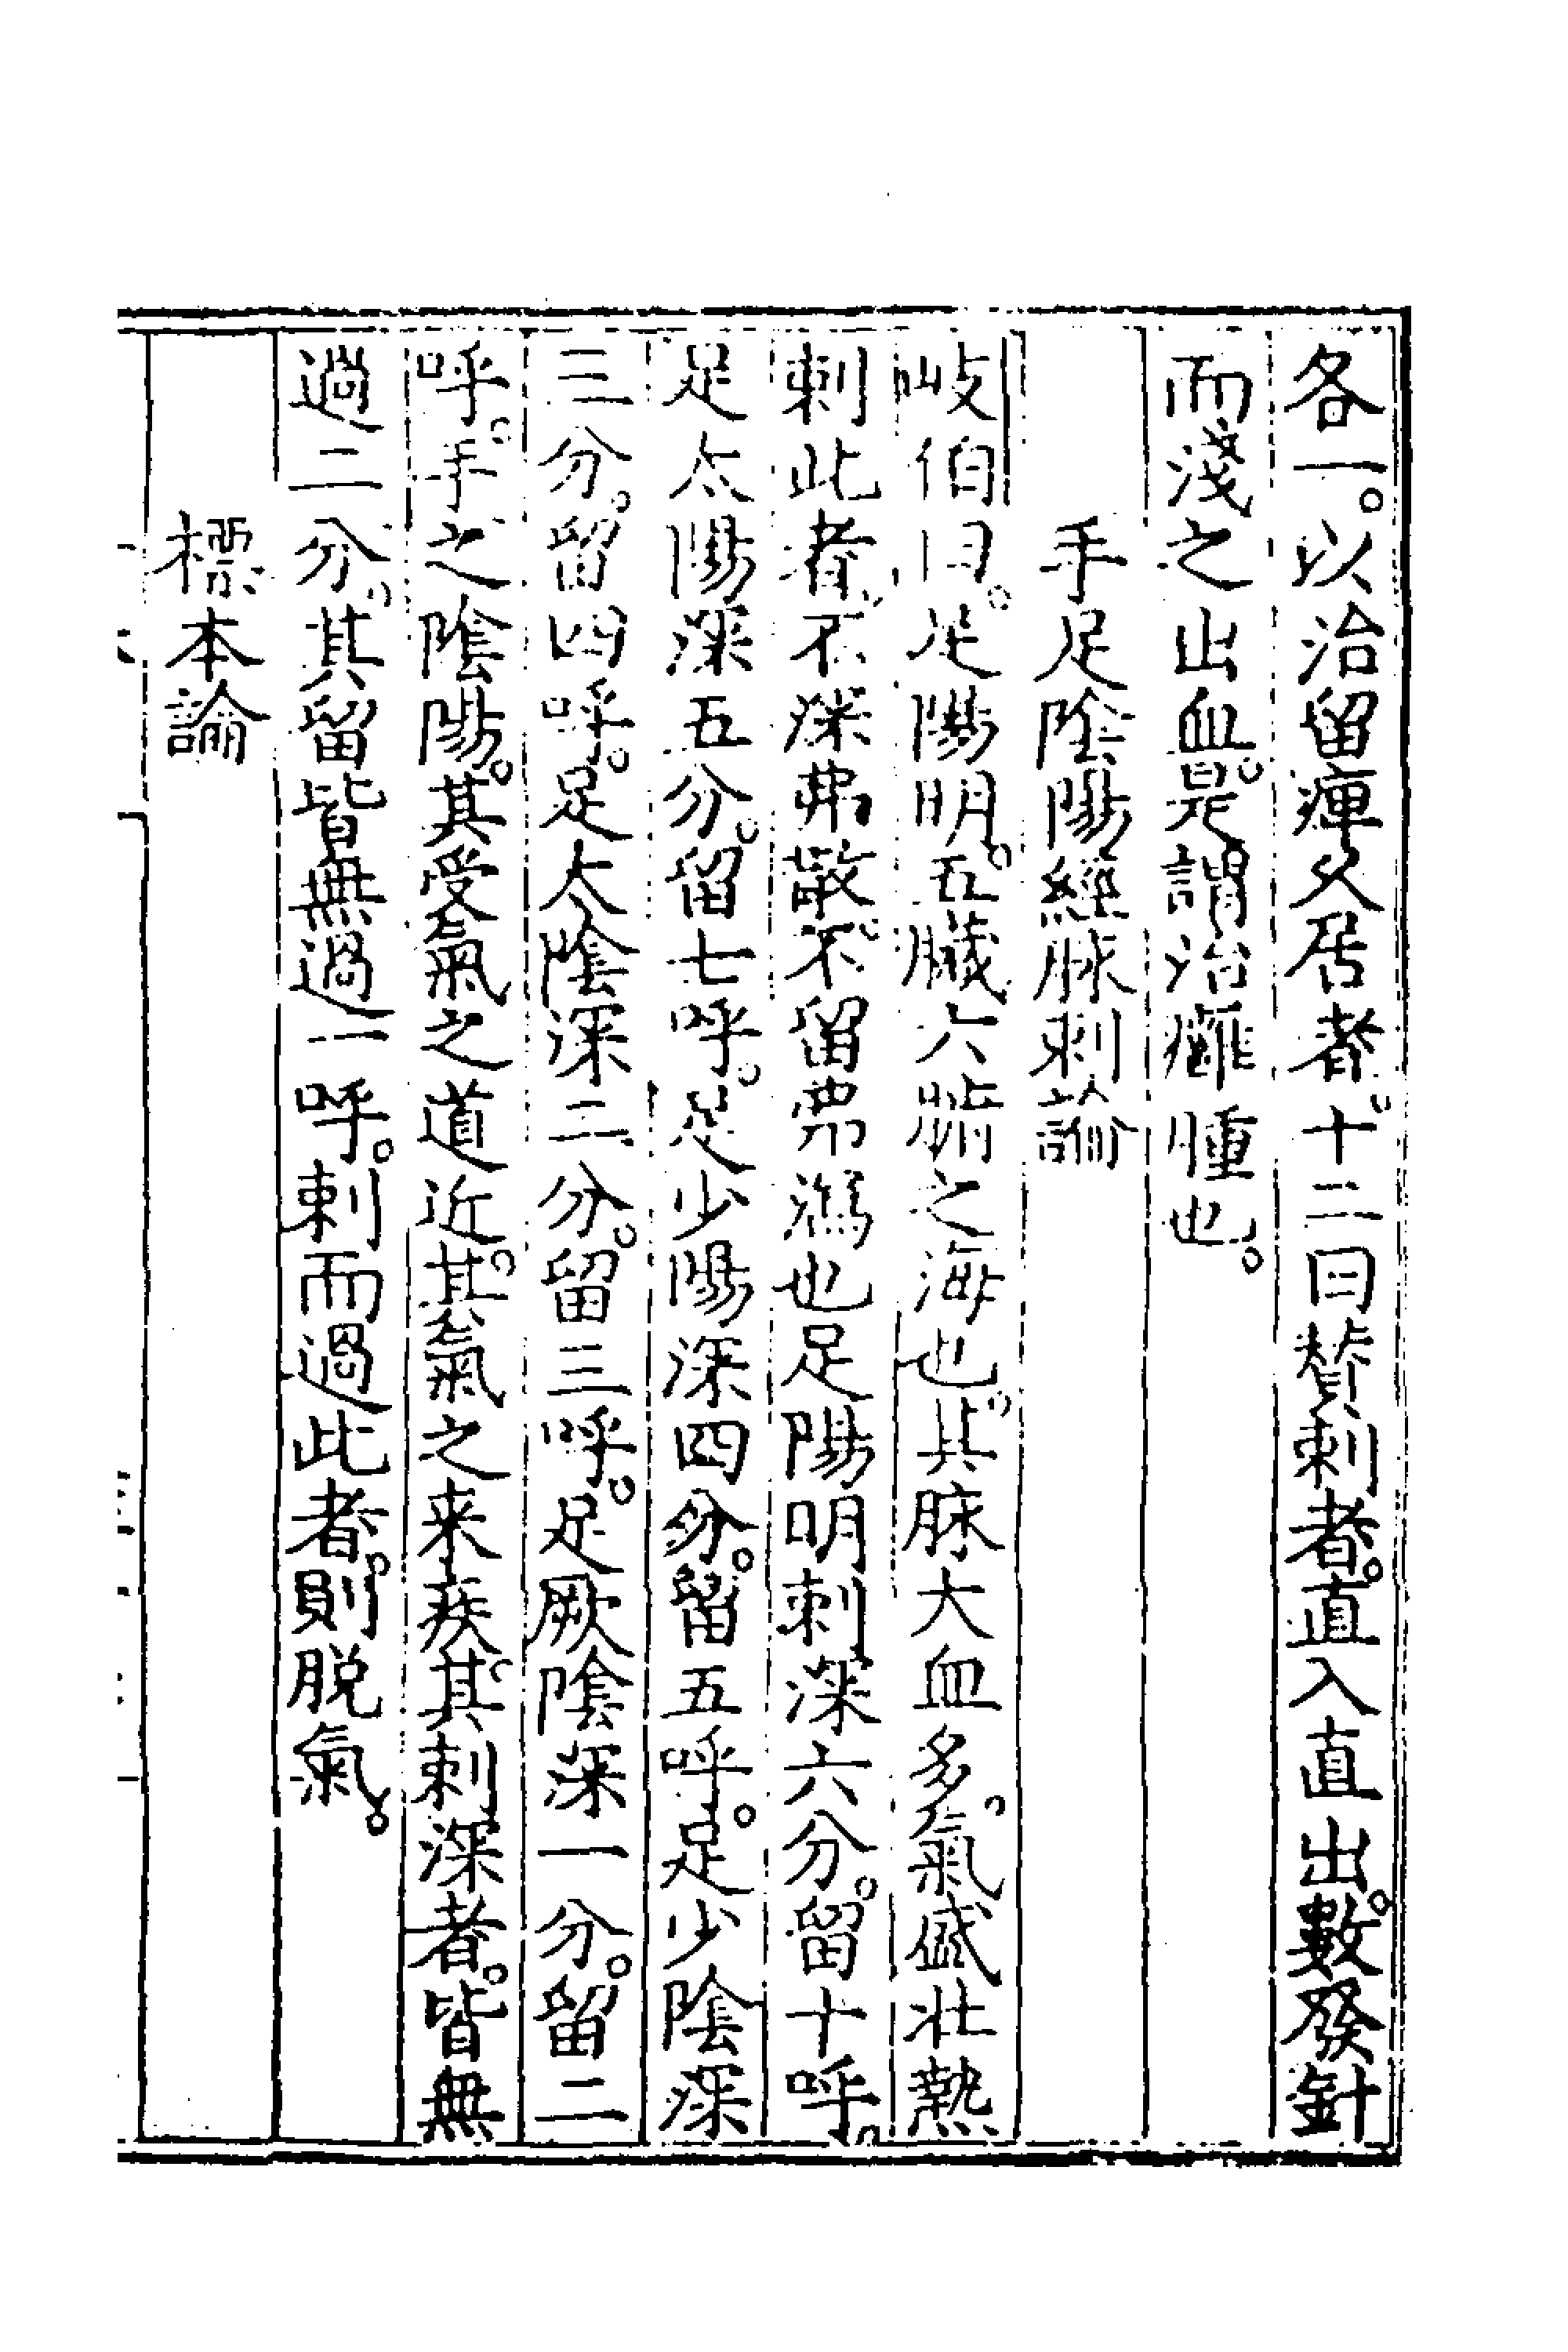 各一。以治留痺久居者。十二曰贊刺者。直入直出。數發針
而淺之出血。是謂治癰腫也。
手足陰陽經脉刺論
岐伯曰。足陽明。五臟六腑之海也。其脉大血多。氣盛壯熱
刺此者。不深弗散。不留弗瀉也足陽明刺深六分。留十呼。
足太陽深五分。留七呼。足少陽深四分。留五呼。足少陰深
三分。留四呼。足太陰深二分。留三呼。足厥陰深一分。留二
呼。手之陰陽。其受氣之道近。其氣之来疾。其刺深者。皆無
過二分。其留皆無過一呼。刺而過此者。則脱氣。
標本論